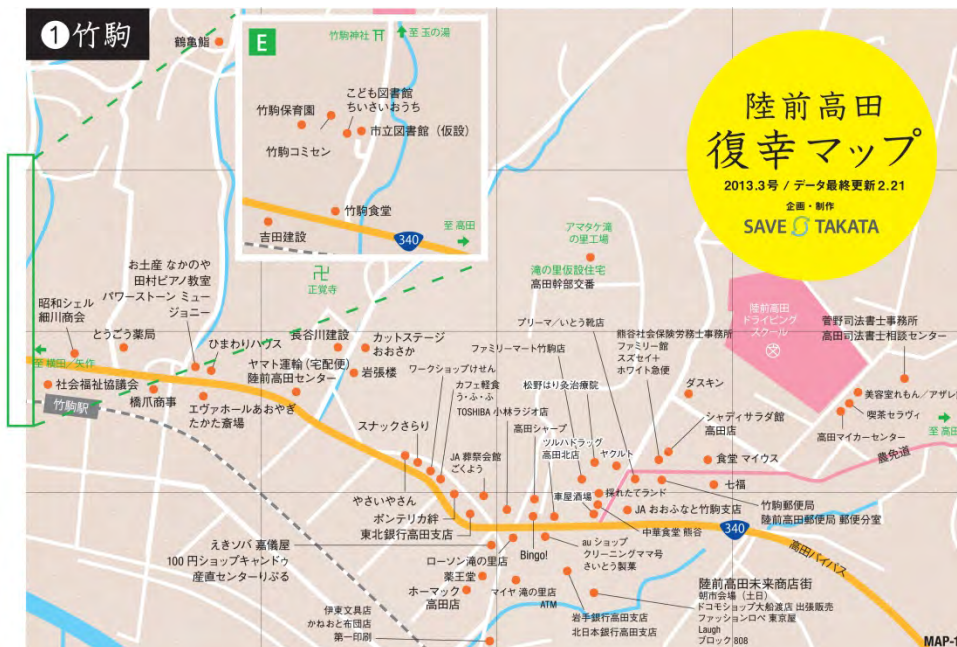 1 竹駒
鶴亀鮨
E
竹駒神社
至 玉の湯
こども図書館
ちいさいおうち
竹駒保育園
市立図書館（仮設）
竹駒コミセン
竹駒食堂
吉田建設
340
至 高田
陸前高田
復幸マップ
2013.3号 / データ最終更新2.21
企画・制作
SAVE TAKATA
アマタケ滝
の里工場
滝の里仮設住宅
高田幹部交番
卍
正覚寺
陸前高田
ドライビング
スクール
お土産 なかのや
田村ピアノ教室
パワーストーン ミュー
ジョニー
昭和シェル
細川商会
とうごう薬局
ひまわりハウス
長谷川建設
カットステージ
おおさか
岩張楼
ヤマト運輸（宅配便）
陸前高田センター
至 横田／矢作
社会福祉協議会
竹駒駅
橋爪商事
エヴァホールあおやぎ
たかた斎場
スナックさらり
ワークショップけせん
カフェ軽食
う・ふ・ふ
TOSHIBA 小林ラジオ店
ファミリーマート竹駒店
ブリーマ／いとう靴店
熊谷社会保険労務士事務所
ファミリー館
スズセイ＋
ホワイト急便
松野はり灸治療院
高田シャープ
ツルハドラッグ
高田北店
ヤクルト
ダスキン
シャディサラダ館
高田店
菅野司法書士事務所
高田司法書士相談センター
美容室れもん／アザレ
喫茶セラヴィ
高田マイカーセンター
至 高田
農免道
食堂 マイウス
七福
竹駒郵便局
陸前高田郵便局 郵便分室
JA 葬祭会館
ごくよう
やさいやさん
ポンテリカ絆
東北銀行高田支店
車屋酒場
採れたてランド
JA おおふなと竹駒支店
中華食堂 熊谷
340
高田バイパス
えきソバ 嘉儀屋
100 円ショップキャンドゥ
産直センターりぷる
ローソン滝の里店
薬王堂
ホーマック
高田店
Bingo!
au ショップ
クリーニングママ号
さいとう製菓
マイヤ 滝の里店
ATM
岩手銀行高田支店
北日本銀行高田支店
陸前高田未来商店街
朝市会場（土日）
ドコモショップ大船渡店 出張販売
ファッションロペ 東京屋
Laugh
ブロック 808
伊東文具店
かねおと布団店
第一印刷
MAP-1